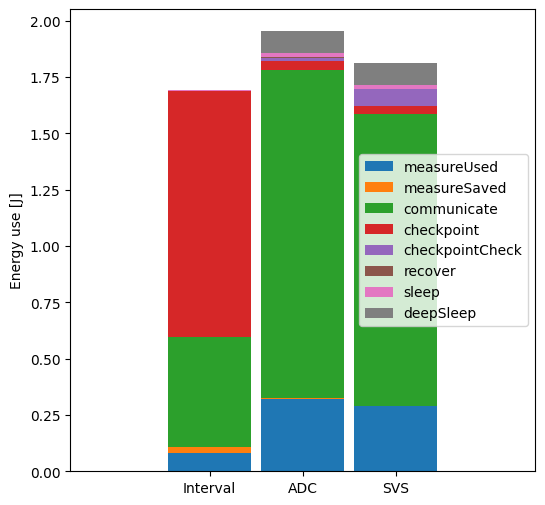 2.00
1.75
1.50
1.25
1.00
0.75
0.50
0.25
0.00
Energy use [J]
Interval
ADC
SVS
measureUsed
measureSaved
communicate
checkpoint
checkpointCheck
recover
sleep
deepSleep